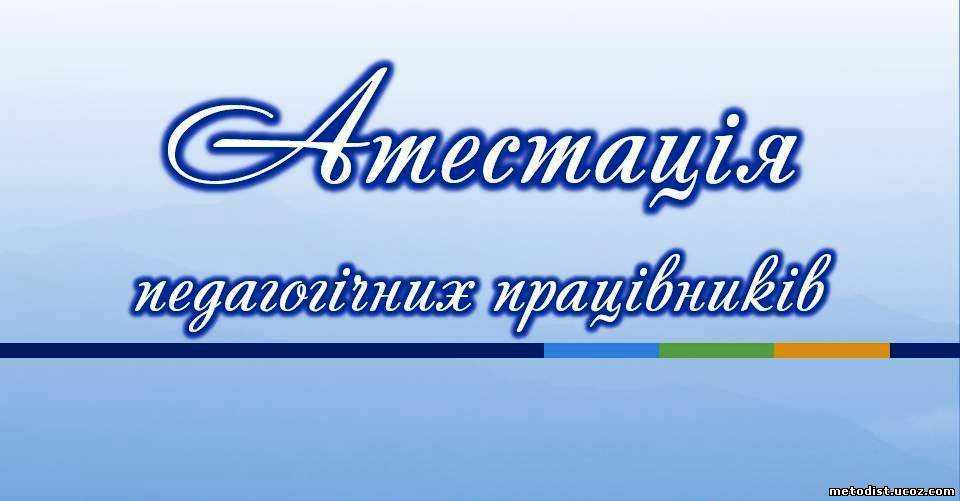 Атестація
педагогічних працівників
metodist.ucoz.com